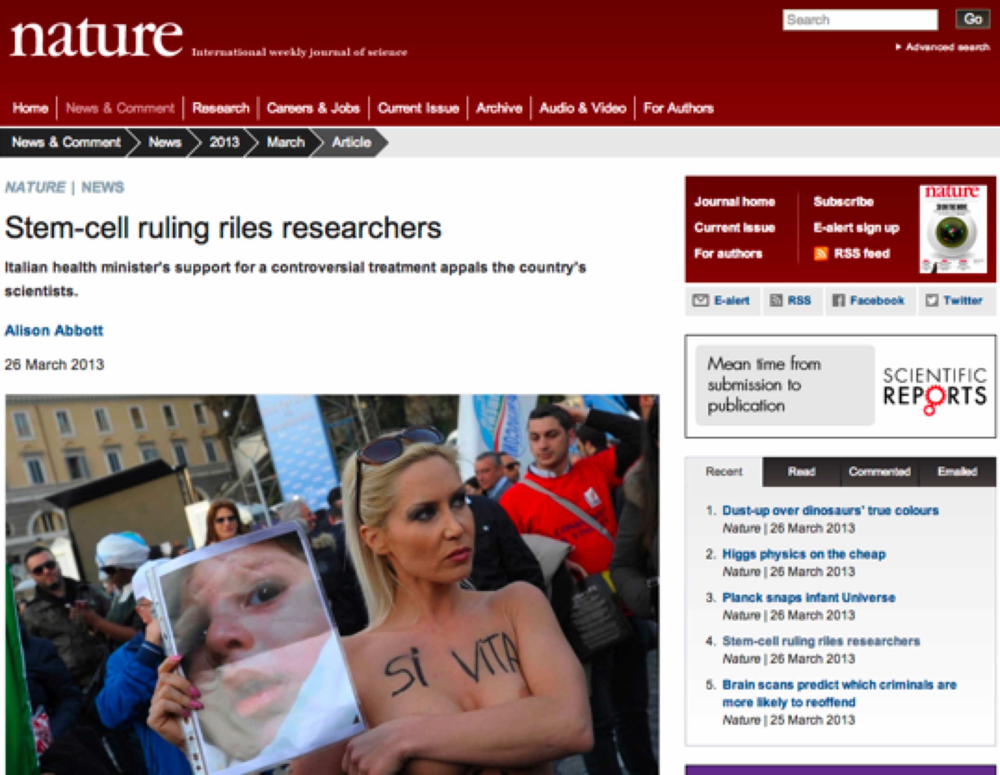 nature
International weekly journal of science
Search
Go
Advanced search
Home
News & Comment
Research
Careers & Jobs
Current Issue
Archive
Audio & Video
For Authors
News & Comment
News
2013
March
Article
NATURE | NEWS
Stem-cell ruling riles researchers
Italian health minister's support for a controversial treatment appals the country's
scientists.
Alison Abbott
26 March 2013
SI VITA
Journal home
Current issue
For authors
Subscribe
E-alert sign up
RSS feed
nature
E-alert
RSS
Facebook
Twitter
Mean time from
submission to
publication
SCIENTIFIC
REPORTS
Recent
Read
Commented
Emailed
1. Dust-up over dinosaurs' true colours
Nature | 26 March 2013
2. Higgs physics on the cheap
Nature | 26 March 2013
3. Planck snaps infant Universe
Nature | 26 March 2013
4. Stem-cell ruling riles researchers
Nature | 26 March 2013
5. Brain scans predict which criminals are
more likely to reoffend
Nature | 25 March 2013